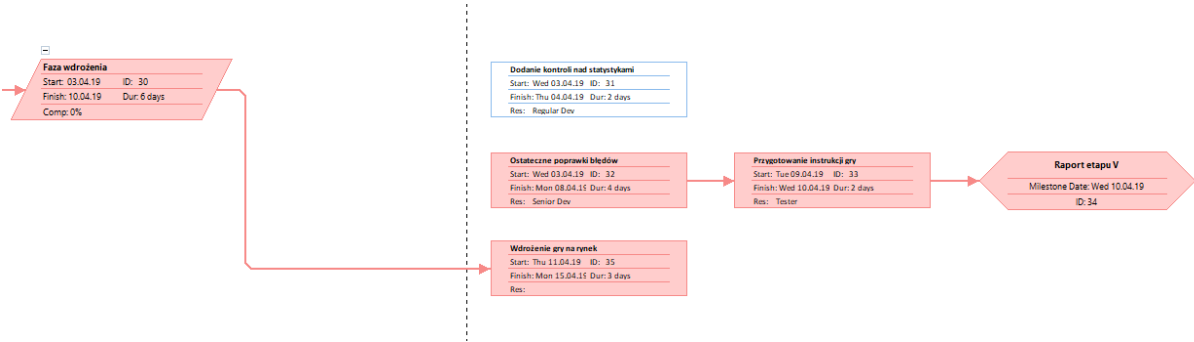 Faza wdrożenia
Start: 03.04.19 ID: 30
Finish: 10.04.19 Dur: 6 days
Comp: 0%
Dodanie kontroli nad statystykami
Start: Wed 03.04.19 ID: 31
Finish: Thu 04.04.19 Dur: 2 days
Res: Regular Dev
Ostateczne poprawki błędów
Start: Wed 03.04.19 ID: 32
Finish: Mon 08.04.19 Dur: 4 days
Res: Senior Dev
Przygotowanie instrukcji gry
Start: Tue 09.04.19 ID: 33
Finish: Wed 10.04.19 Dur: 2 days
Res: Tester
Raport etapu V
Milestone Date: Wed 10.04.19
ID: 34
Wdrożenie gry na rynek
Start: Thu 11.04.19 ID: 35
Finish: Mon 15.04.19 Dur: 3 days
Res: